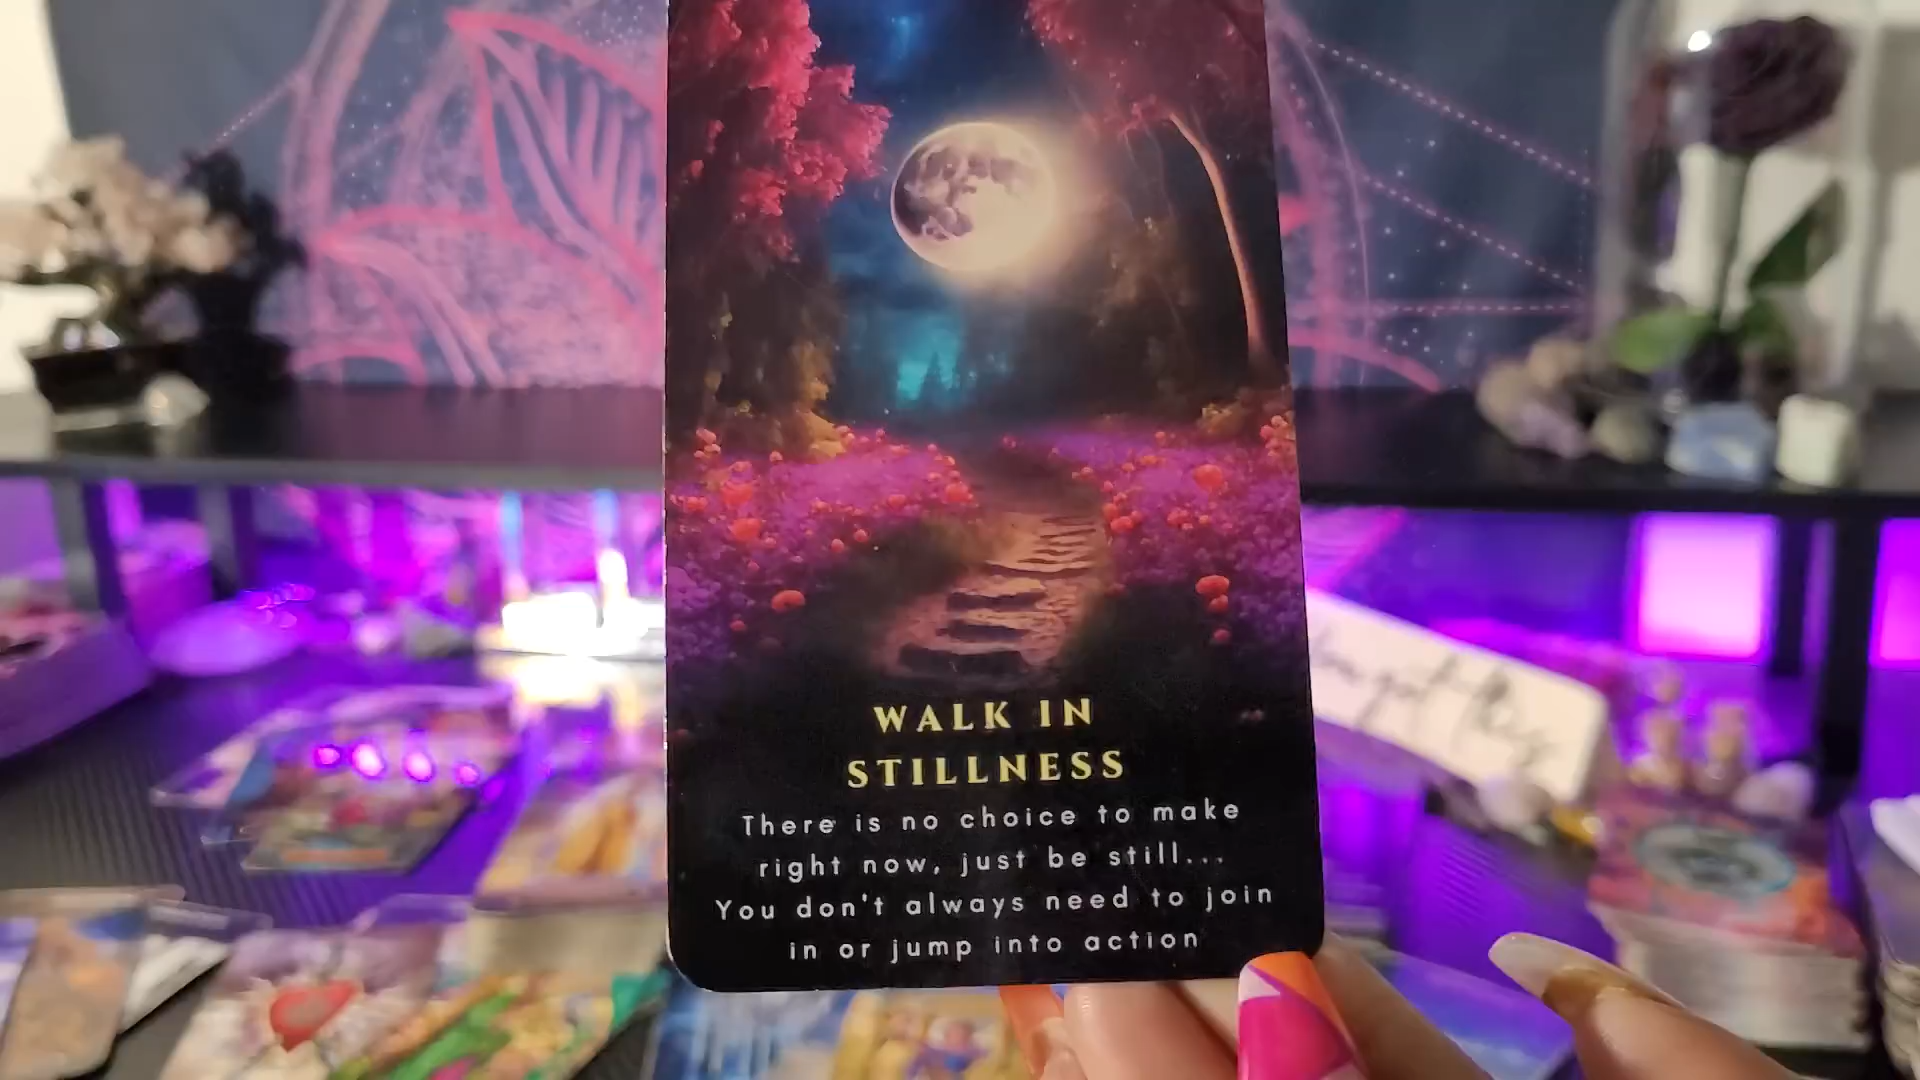 WALK IN
STILLNESS
There is no choice to make
right now, just be still...
You don't always need to join
in or jump into action